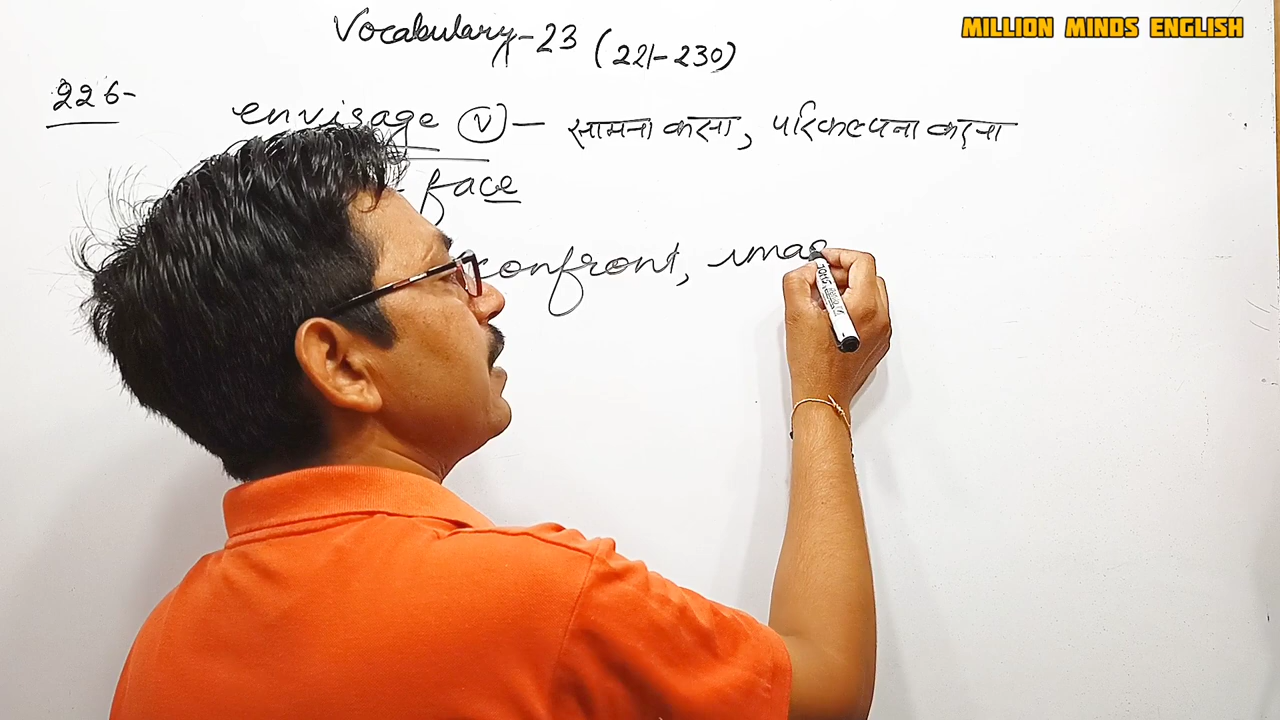 MILLION MINDS ENGLISH
Vocabulary-23 (221-230)
226-
envisage (v) — सामना करना, परिकल्पना करना
face
confront, imag